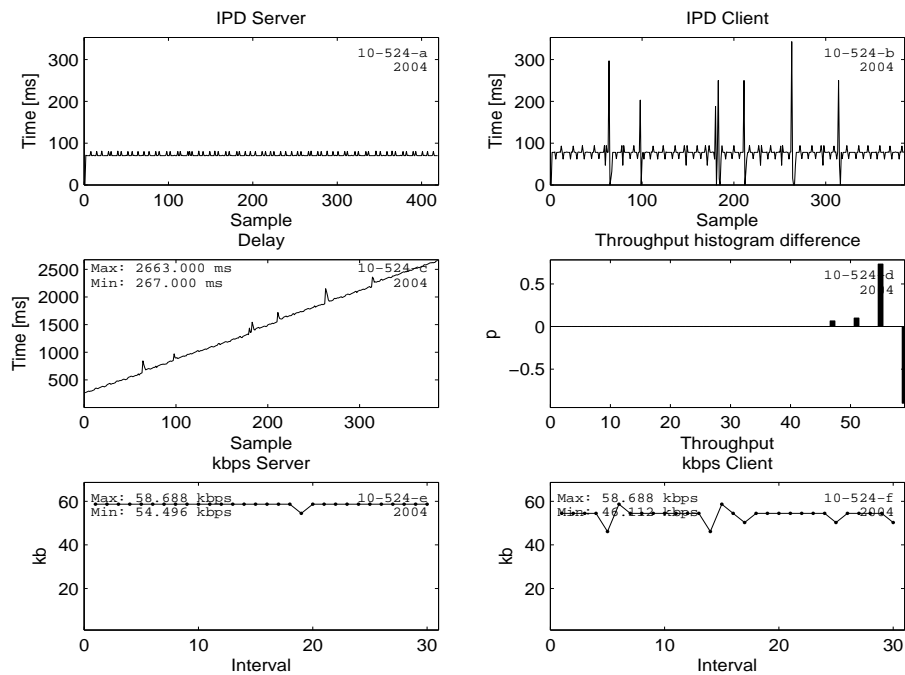 IPD Server
IPD Client
Time [ms]
300
200
100
0
10-524-a
2004
0
100
200
300
400
Sample
Time [ms]
300
200
100
0
10-524-b
2004
0
100
200
300
Sample
Delay
Throughput histogram difference
Time [ms]
2500
2000
1500
1000
500
Max: 2663.000 ms
Min: 267.000 ms
10-524-c
2004
0
100
200
300
Sample
p
0.5
0
−0.5
10-524-d
2004
0
10
20
30
40
50
Throughput
kbps Server
kbps Client
kb
60
40
20
Max: 58.688 kbps
Min: 54.496 kbps
10-524-e
2004
0
10
20
30
Interval
kb
60
40
20
Max: 58.688 kbps
Min: 46.112 kbps
10-524-f
2004
0
10
20
30
Interval